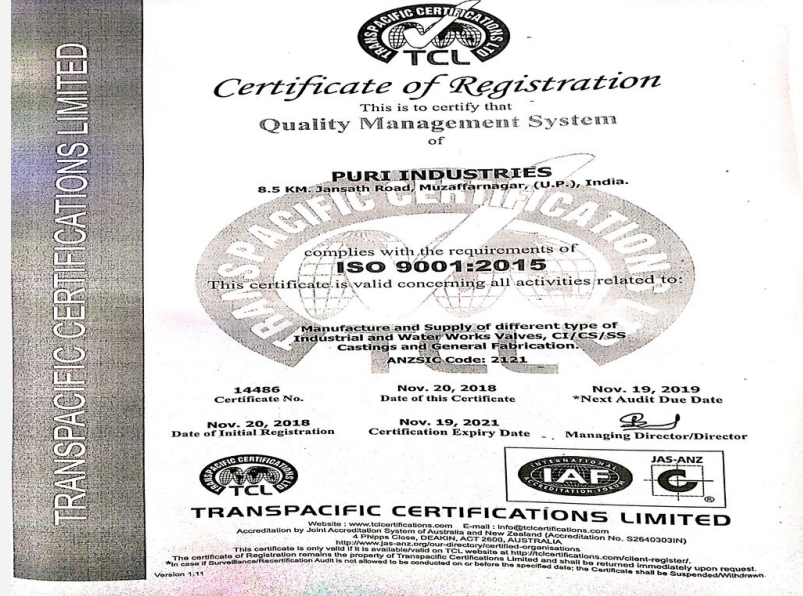 TRANSPACIFIC CERTIFICATIONS LIMITED
TRANSPACIFIC CERTIFICATIONS LTD
TCL
Certificate of Registration
This is to certify that
Quality Management System
of
PURI INDUSTRIES
8.5 KM. Jansath Road, Muzaffarnagar, (U.P.), India.
TRANSPACIFIC CERTIFICATIONS
complies with the requirements of
ISO 9001:2015
This certificate is valid concerning all activities related to:
Manufacture and Supply of different type of
Industrial and Water Works Valves, CI/CS/SS
Castings and General Fabrication.
ANZSIC Code: 2121
TCL
14486 Nov. 20, 2018 Nov. 19, 2019
Certificate No. Date of this Certificate *Next Audit Due Date
Nov. 20, 2018 Nov. 19, 2021
Date of Initial Registration Certification Expiry Date Managing Director/Director
TRANSPACIFIC CERTIFICATIONS LTD
TCL
INTERNATIONAL
IAF
ACCREDITATION FORUM
JAS-ANZ
C
®
TRANSPACIFIC CERTIFICATIONS LIMITED
Website : www.tclcertifications.com E-mail : Info@tclcertifications.com
Accreditation by Joint Accreditation System of Australia and New Zealand (Accreditation No. S2640303IN)
4 Phipps Close, DEAKIN, ACT 2600, AUSTRALIA
http://www.jas-anz.org/our-directory/certified-organisations
This certificate is only valid if it is available/valid on TCL website at http://tclcertifications.com/client-register/.
The certificate of Registration remains the property of Transpacific Certifications Limited and shall be returned immediately upon request.
*In case if Surveillance/Recertification Audit is not allowed to be conducted on or before the specified date; the Certificate shall be Suspended/Withdrawn.
Version 1.11